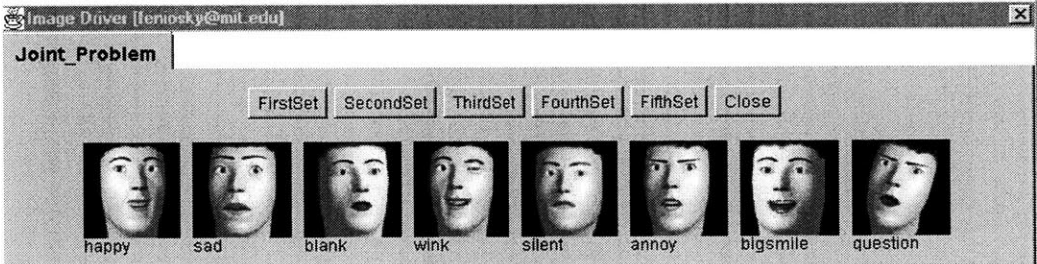 Image Driver [feniosky@mit.edu]
Joint_Problem
FirstSet SecondSet ThirdSet FourthSet FifthSet Close
happy sad blank wink silent annoy bigsmile question